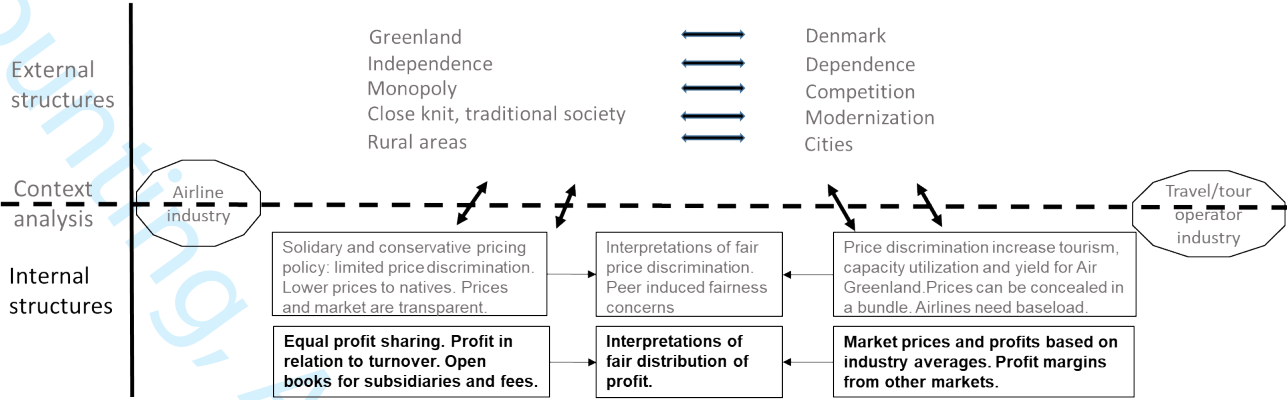 External
structures
Greenland
Independence
Monopoly
Close knit, traditional society
Rural areas
Denmark
Dependence
Competition
Modernization
Cities
Context
analysis
Airline
industry
Travel/tour
operator
industry
Internal
structures
Solidary and conservative pricing
policy: limited price discrimination.
Lower prices to natives. Prices
and market are transparent.
Interpretations of fair
price discrimination.
Peer induced fairness
concerns
Price discrimination increase tourism,
capacity utilization and yield for Air
Greenland.Prices can be concealed in
a bundle. Airlines need baseload.
Equal profit sharing. Profit in
relation to turnover. Open
books for subsidiaries and fees.
Interpretations of
fair distribution of
profit.
Market prices and profits based on
industry averages. Profit margins
from other markets.
ounting, A